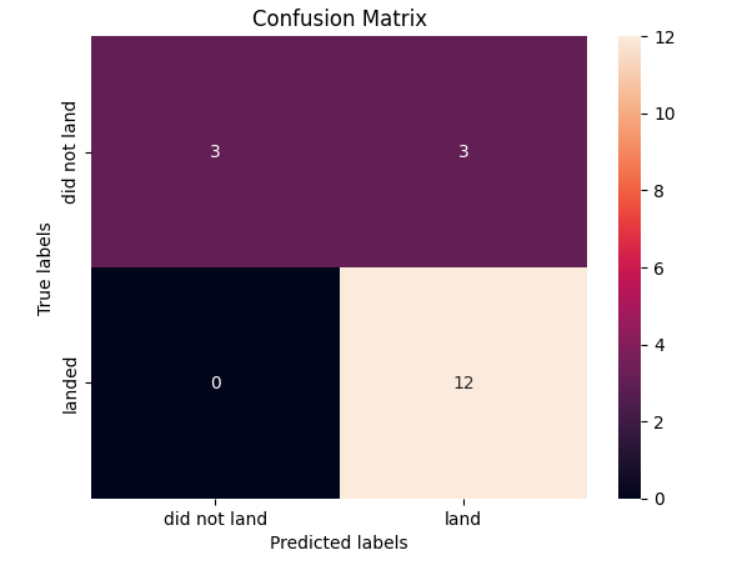 Confusion Matrix
True labels
did not land
landed
3 3
0 12
did not land land
Predicted labels
12
10
8
6
4
2
0